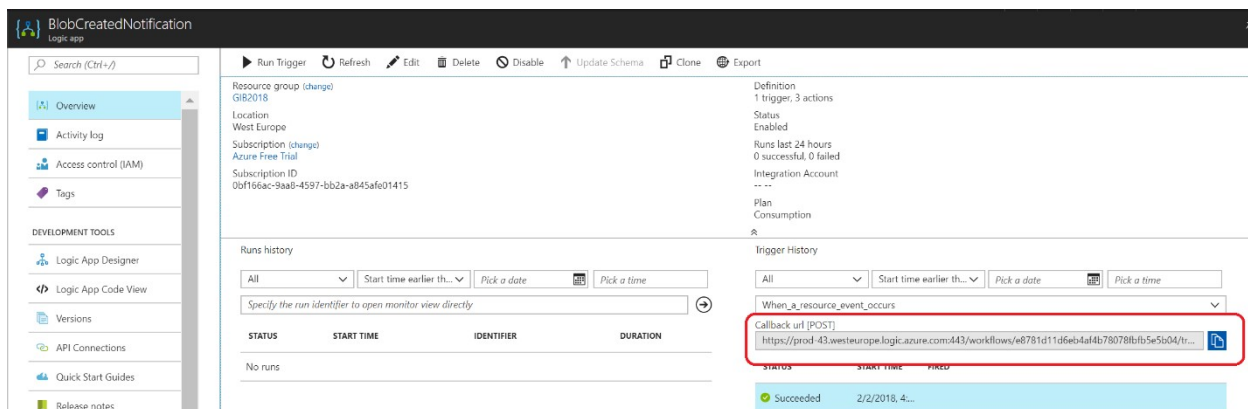 BlobCreatedNotification
Logic app
Search (Ctrl+/)
Overview
Activity log
Access control (IAM)
Tags
DEVELOPMENT TOOLS
Logic App Designer
Logic App Code View
Versions
API Connections
Quick Start Guides
Release notes
Run Trigger Refresh Edit Delete Disable Update Schema Clone Export
Resource group (change)
GIB2018
Location
West Europe
Subscription (change)
Azure Free Trial
Subscription ID
0bf166ac-9aa8-4597-bb2a-a845afe01415
Definition
1 trigger, 3 actions
Status
Enabled
Runs last 24 hours
0 successful, 0 failed
Integration Account
-- --
Plan
Consumption
Runs history
All Start time earlier th... Pick a date Pick a time
Specify the run identifier to open monitor view directly
STATUS START TIME IDENTIFIER DURATION
No runs
Trigger History
All Start time earlier th... Pick a date Pick a time
When_a_resource_event_occurs
Callback url [POST]
https://prod-43.westeurope.logic.azure.com:443/workflows/e8781d11d6eb4af4b78078fbfb5e5b04/tr...
STATUS START TIME FIRED
Succeeded 2/2/2018, 4:...